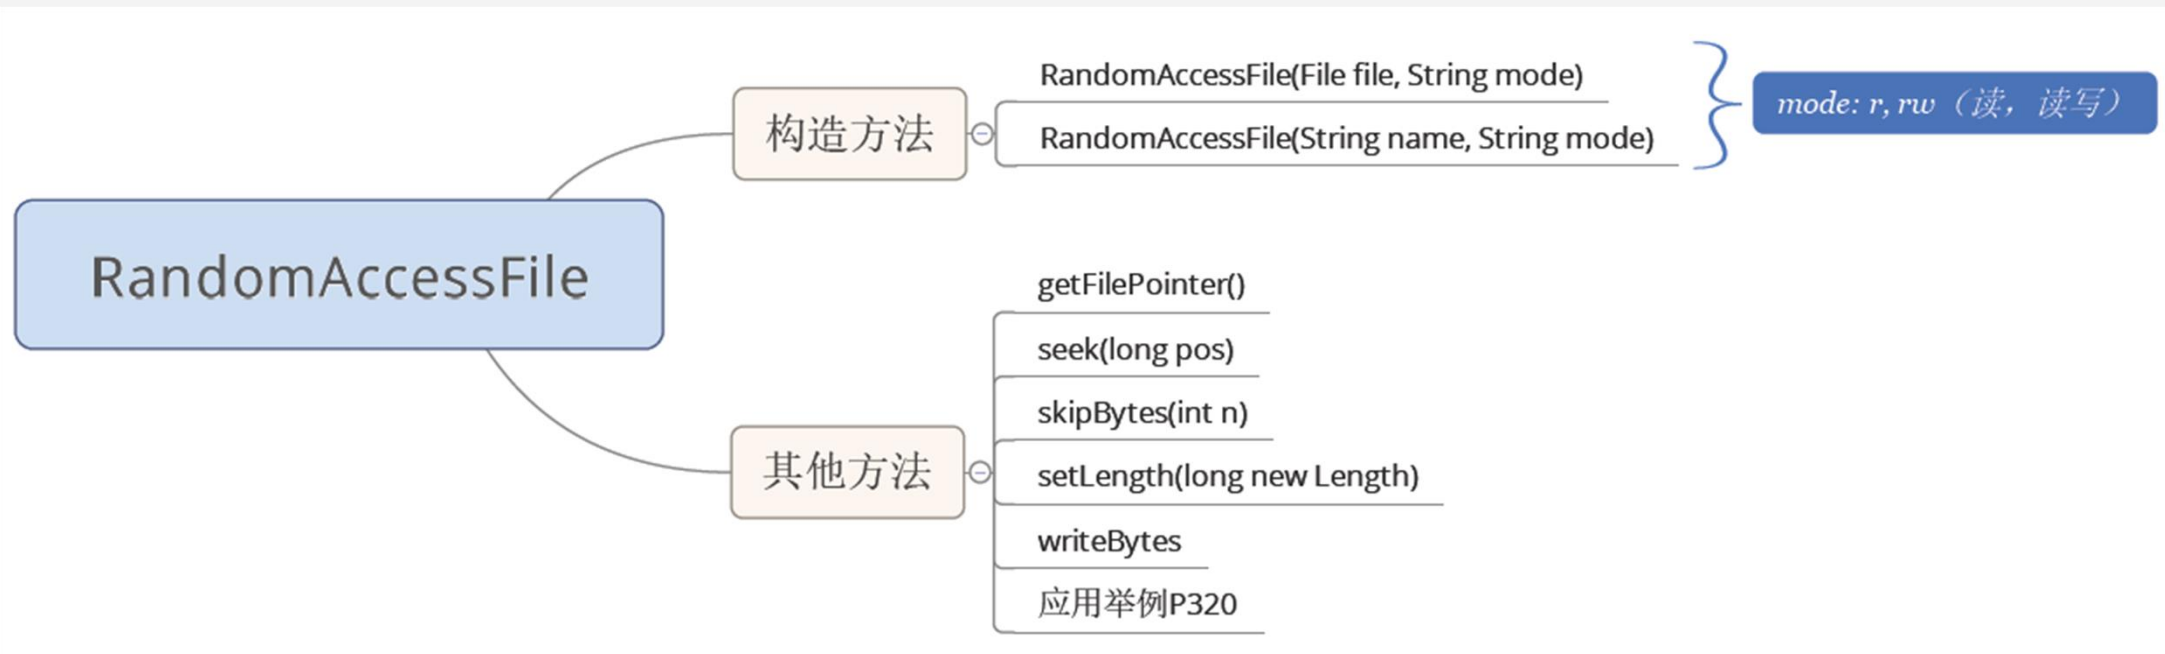 RandomAccessFile
构造方法
RandomAccessFile(File file, String mode)
RandomAccessFile(String name, String mode)
mode: r, rw（读，读写）
其他方法
getFilePointer()
seek(long pos)
skipBytes(int n)
setLength(long new Length)
writeBytes
应用举例P320